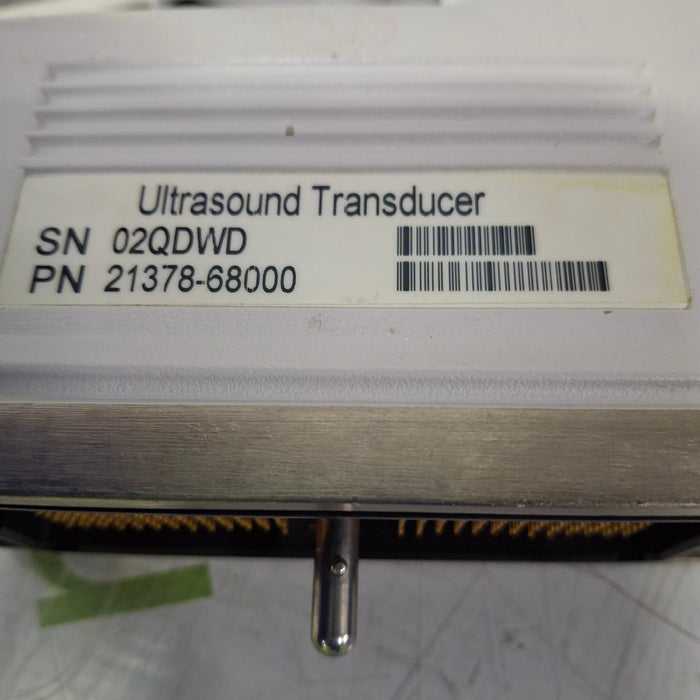 Ultrasound Transducer
SN 02QDWD
PN 21378-68000